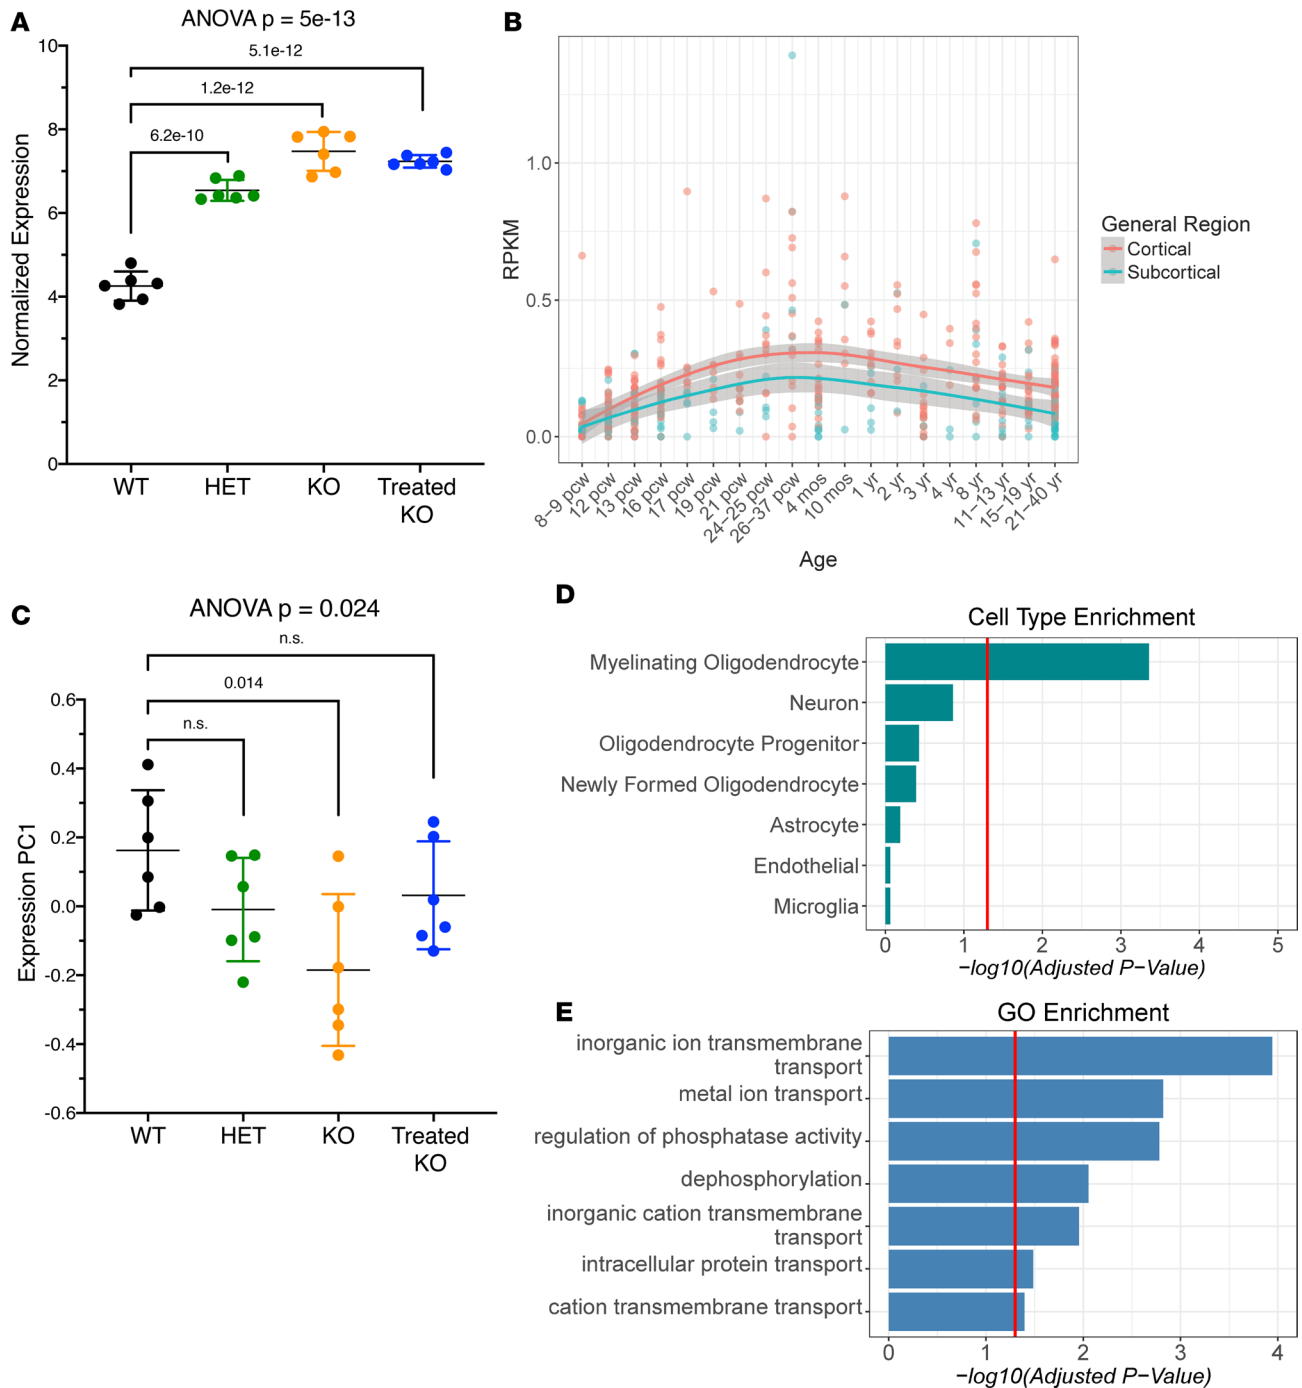 A
ANOVA p = 5e-13
5.1e-12
1.2e-12
6.2e-10
Normalized Expression
10
8
6
4
2
0
WT
HET
KO
Treated
KO
B
RPKM
1.0
0.5
0.0
8−9 pcw
12 pcw
13 pcw
16 pcw
17 pcw
19 pcw
21 pcw
24−25 pcw
26−37 pcw
4 mos
10 mos
1 yr
2 yr
3 yr
4 yr
8 yr
11−13 yr
15−19 yr
21−40 yr
Age
General Region
Cortical
Subcortical
C
ANOVA p = 0.024
n.s.
0.014
n.s.
Expression PC1
0.6
0.4
0.2
0.0
-0.2
-0.4
-0.6
WT
HET
KO
Treated
KO
D
Cell Type Enrichment
Myelinating Oligodendrocyte
Neuron
Oligodendrocyte Progenitor
Newly Formed Oligodendrocyte
Astrocyte
Endothelial
Microglia
0 1 2 3 4 5
−log10(Adjusted P−Value)
E
GO Enrichment
inorganic ion transmembrane
transport
metal ion transport
regulation of phosphatase activity
dephosphorylation
inorganic cation transmembrane
transport
intracellular protein transport
cation transmembrane transport
0 1 2 3 4
−log10(Adjusted P−Value)